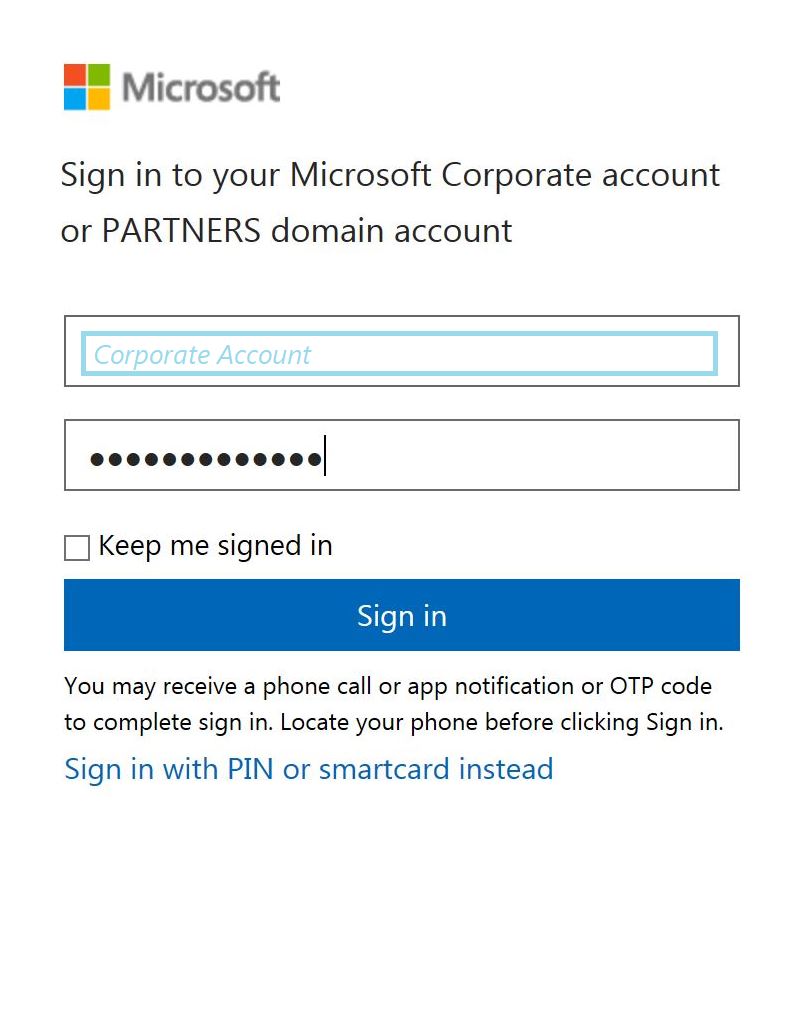 Microsoft
Sign in to your Microsoft Corporate account
or PARTNERS domain account
Corporate Account
•••••••••••••
Keep me signed in
Sign in
You may receive a phone call or app notification or OTP code
to complete sign in. Locate your phone before clicking Sign in.
Sign in with PIN or smartcard instead